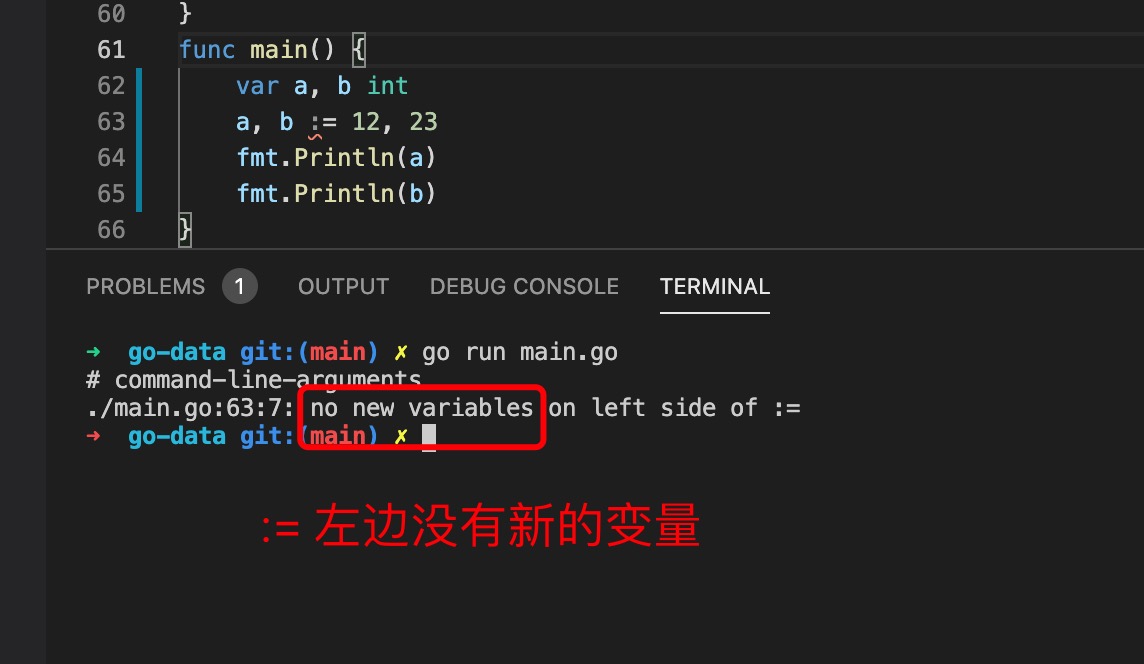 60 }
61 func main() {
62 var a, b int
63 a, b := 12, 23
64 fmt.Println(a)
65 fmt.Println(b)
66 }
PROBLEMS 1 OUTPUT DEBUG CONSOLE TERMINAL
➜ go-data git:(main) ✗ go run main.go
# command-line-arguments
./main.go:63:7: no new variables on left side of :=
➜ go-data git:(main) ✗
:= 左边没有新的变量